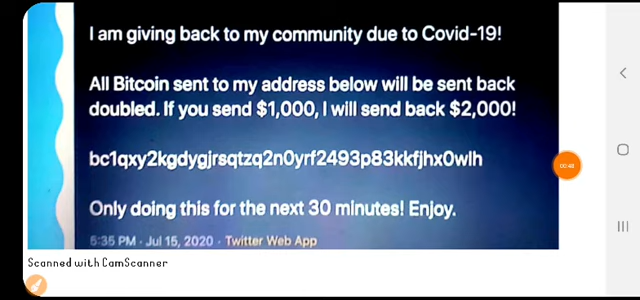 I am giving back to my community due to Covid-19!
All Bitcoin sent to my address below will be sent back
doubled. If you send $1,000, I will send back $2,000!
bc1qxy2kgdygjrsqtzq2n0yrf2493p83kkfjhx0wlh
Only doing this for the next 30 minutes! Enjoy.
5:35 PM · Jul 15, 2020 · Twitter Web App
00:48
Scanned with CamScanner